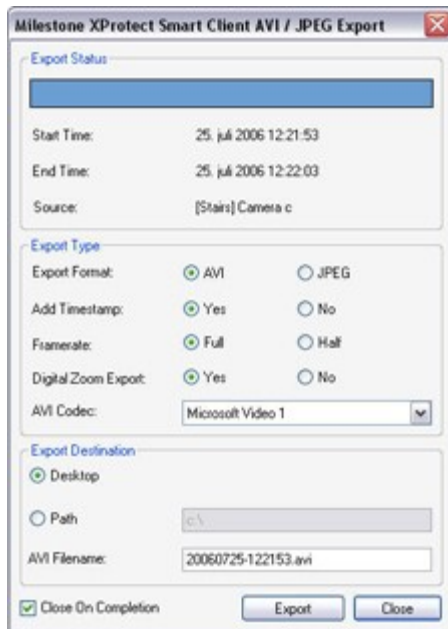 Milestone XProtect Smart Client AVI / JPEG Export
Export Status
Start Time: 25. juli 2006 12:21:53
End Time: 25. juli 2006 12:22:03
Source: [Stairs] Camera c
Export Type
Export Format: AVI JPEG
Add Timestamp: Yes No
Framerate: Full Half
Digital Zoom Export: Yes No
AVI Codec: Microsoft Video 1
Export Destination
Desktop
Path c:\
AVI Filename: 20060725-122153.avi
Close On Completion Export Close